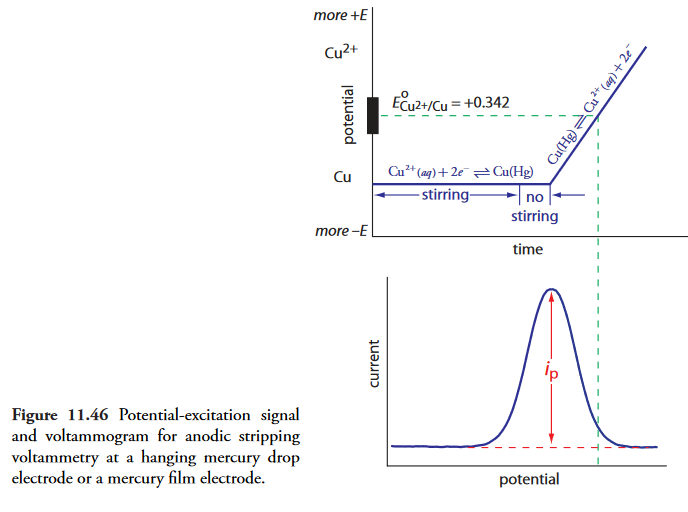 more +E
Cu2+
potential
EoCu2+/Cu = +0.342
Cu(Hg) ⇌ Cu2+ (aq) + 2e−
Cu
Cu2+ (aq) + 2e− ⇌ Cu(Hg)
stirring
no
stirring
more −E
time
current
ip
potential
Figure 11.46 Potential-excitation signal
and voltammogram for anodic stripping
voltammetry at a hanging mercury drop
electrode or a mercury film electrode.